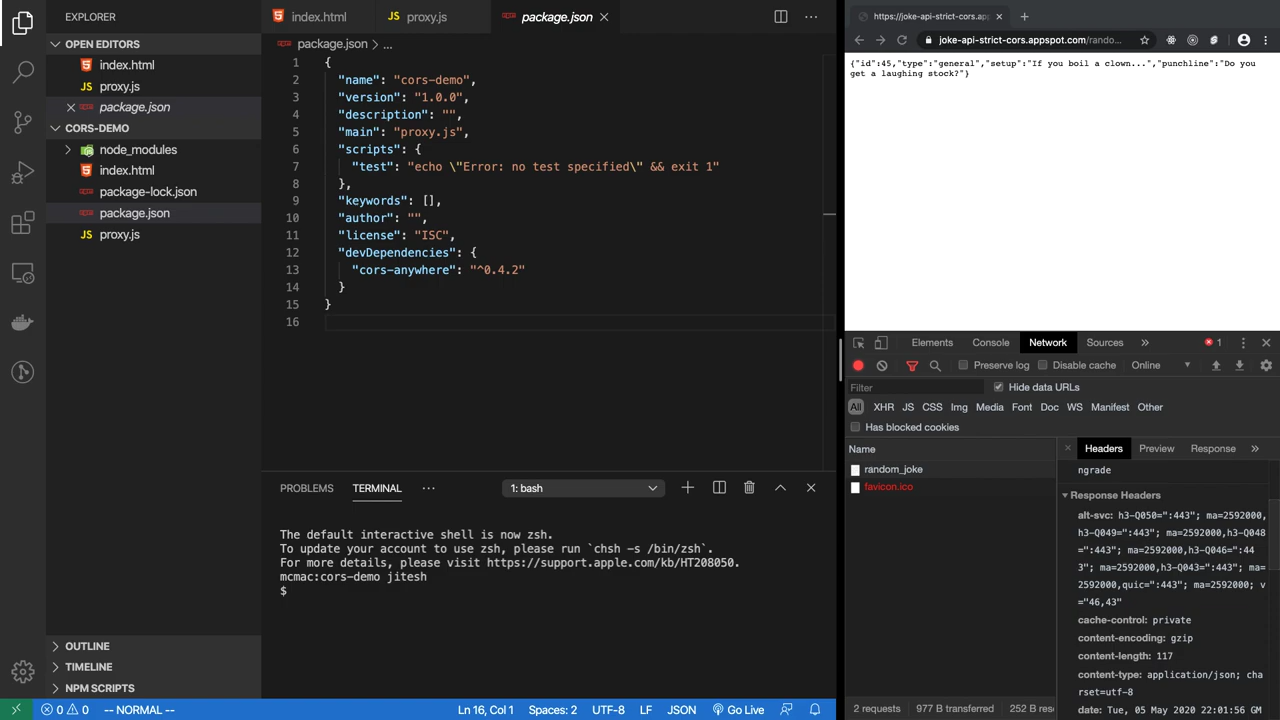 EXPLORER
OPEN EDITORS
index.html
proxy.js
package.json
CORS-DEMO
node_modules
index.html
package-lock.json
package.json
proxy.js
OUTLINE
TIMELINE
NPM SCRIPTS
index.html
JS proxy.js
package.json
package.json > ...
1 {
2 "name": "cors-demo",
3 "version": "1.0.0",
4 "description": "",
5 "main": "proxy.js",
6 "scripts": {
7 "test": "echo \"Error: no test specified\" && exit 1"
8 },
9 "keywords": [],
10 "author": "",
11 "license": "ISC",
12 "devDependencies": {
13 "cors-anywhere": "^0.4.2"
14 }
15 }
16
PROBLEMS TERMINAL ... 1: bash
The default interactive shell is now zsh.
To update your account to use zsh, please run `chsh -s /bin/zsh`.
For more details, please visit https://support.apple.com/kb/HT208050.
mcmac:cors-demo jitesh
$
0 0 -- NORMAL -- Ln 16, Col 1 Spaces: 2 UTF-8 LF JSON Go Live
https://joke-api-strict-cors.app
joke-api-strict-cors.appspot.com/rando...
{"id":45,"type":"general","setup":"If you boil a clown...","punchline":"Do you
get a laughing stock?"}
Elements Console Network Sources » 1
Preserve log Disable cache Online
Filter Hide data URLs
All XHR JS CSS Img Media Font Doc WS Manifest Other
Has blocked cookies
Name
random_joke
favicon.ico
2 requests 977 B transferred 252 B res
Headers Preview Response »
ngrade
Response Headers
alt-svc: h3-Q050=":443"; ma=2592000,
h3-Q049=":443"; ma=2592000,h3-Q048
=":443"; ma=2592000,h3-Q046=":44
3"; ma=2592000,h3-Q043=":443"; ma=
2592000,quic=":443"; ma=2592000; v
="46,43"
cache-control: private
content-encoding: gzip
content-length: 117
content-type: application/json; cha
rset=utf-8
date: Tue, 05 May 2020 22:01:56 GM